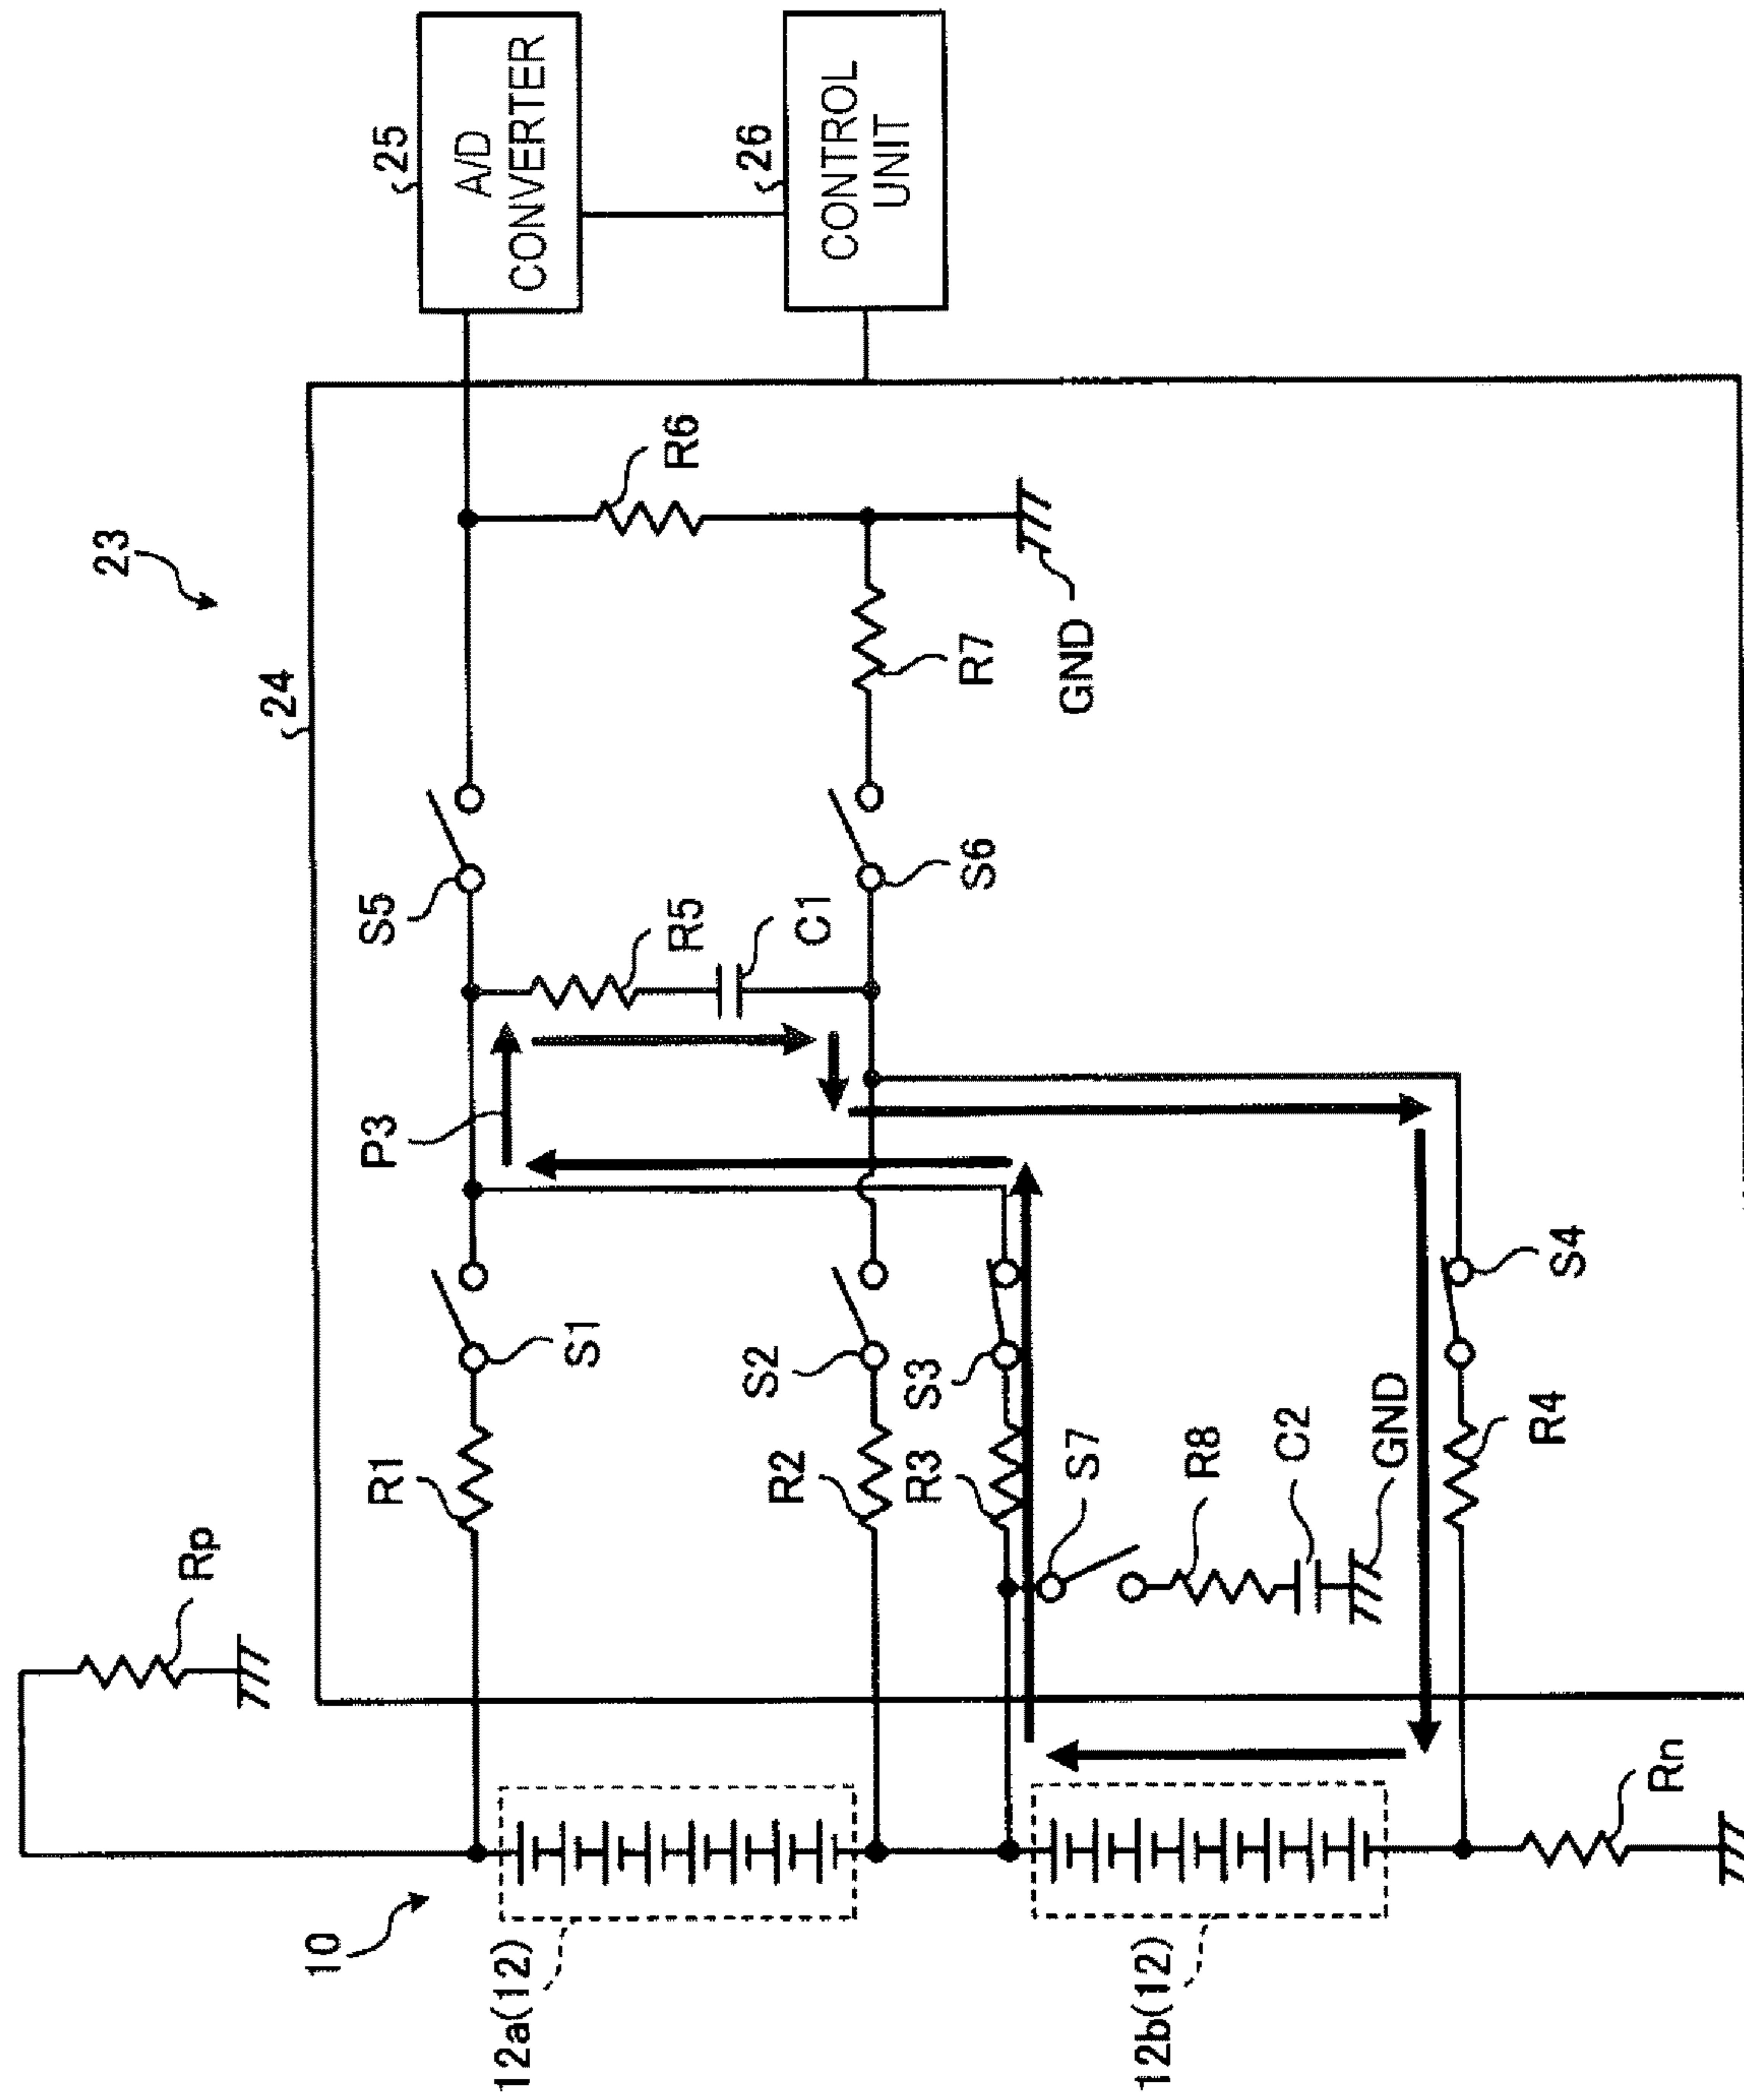 23
24
25
A/D
CONVERTER
26
CONTROL
UNIT
R6
R7
GND
S5
S6
R5
C1
P3
S1
S2
S3
S4
R1
R2
R3
R4
S7
R8
C2
GND
Rp
Rn
10
12a(12)
12b(12)